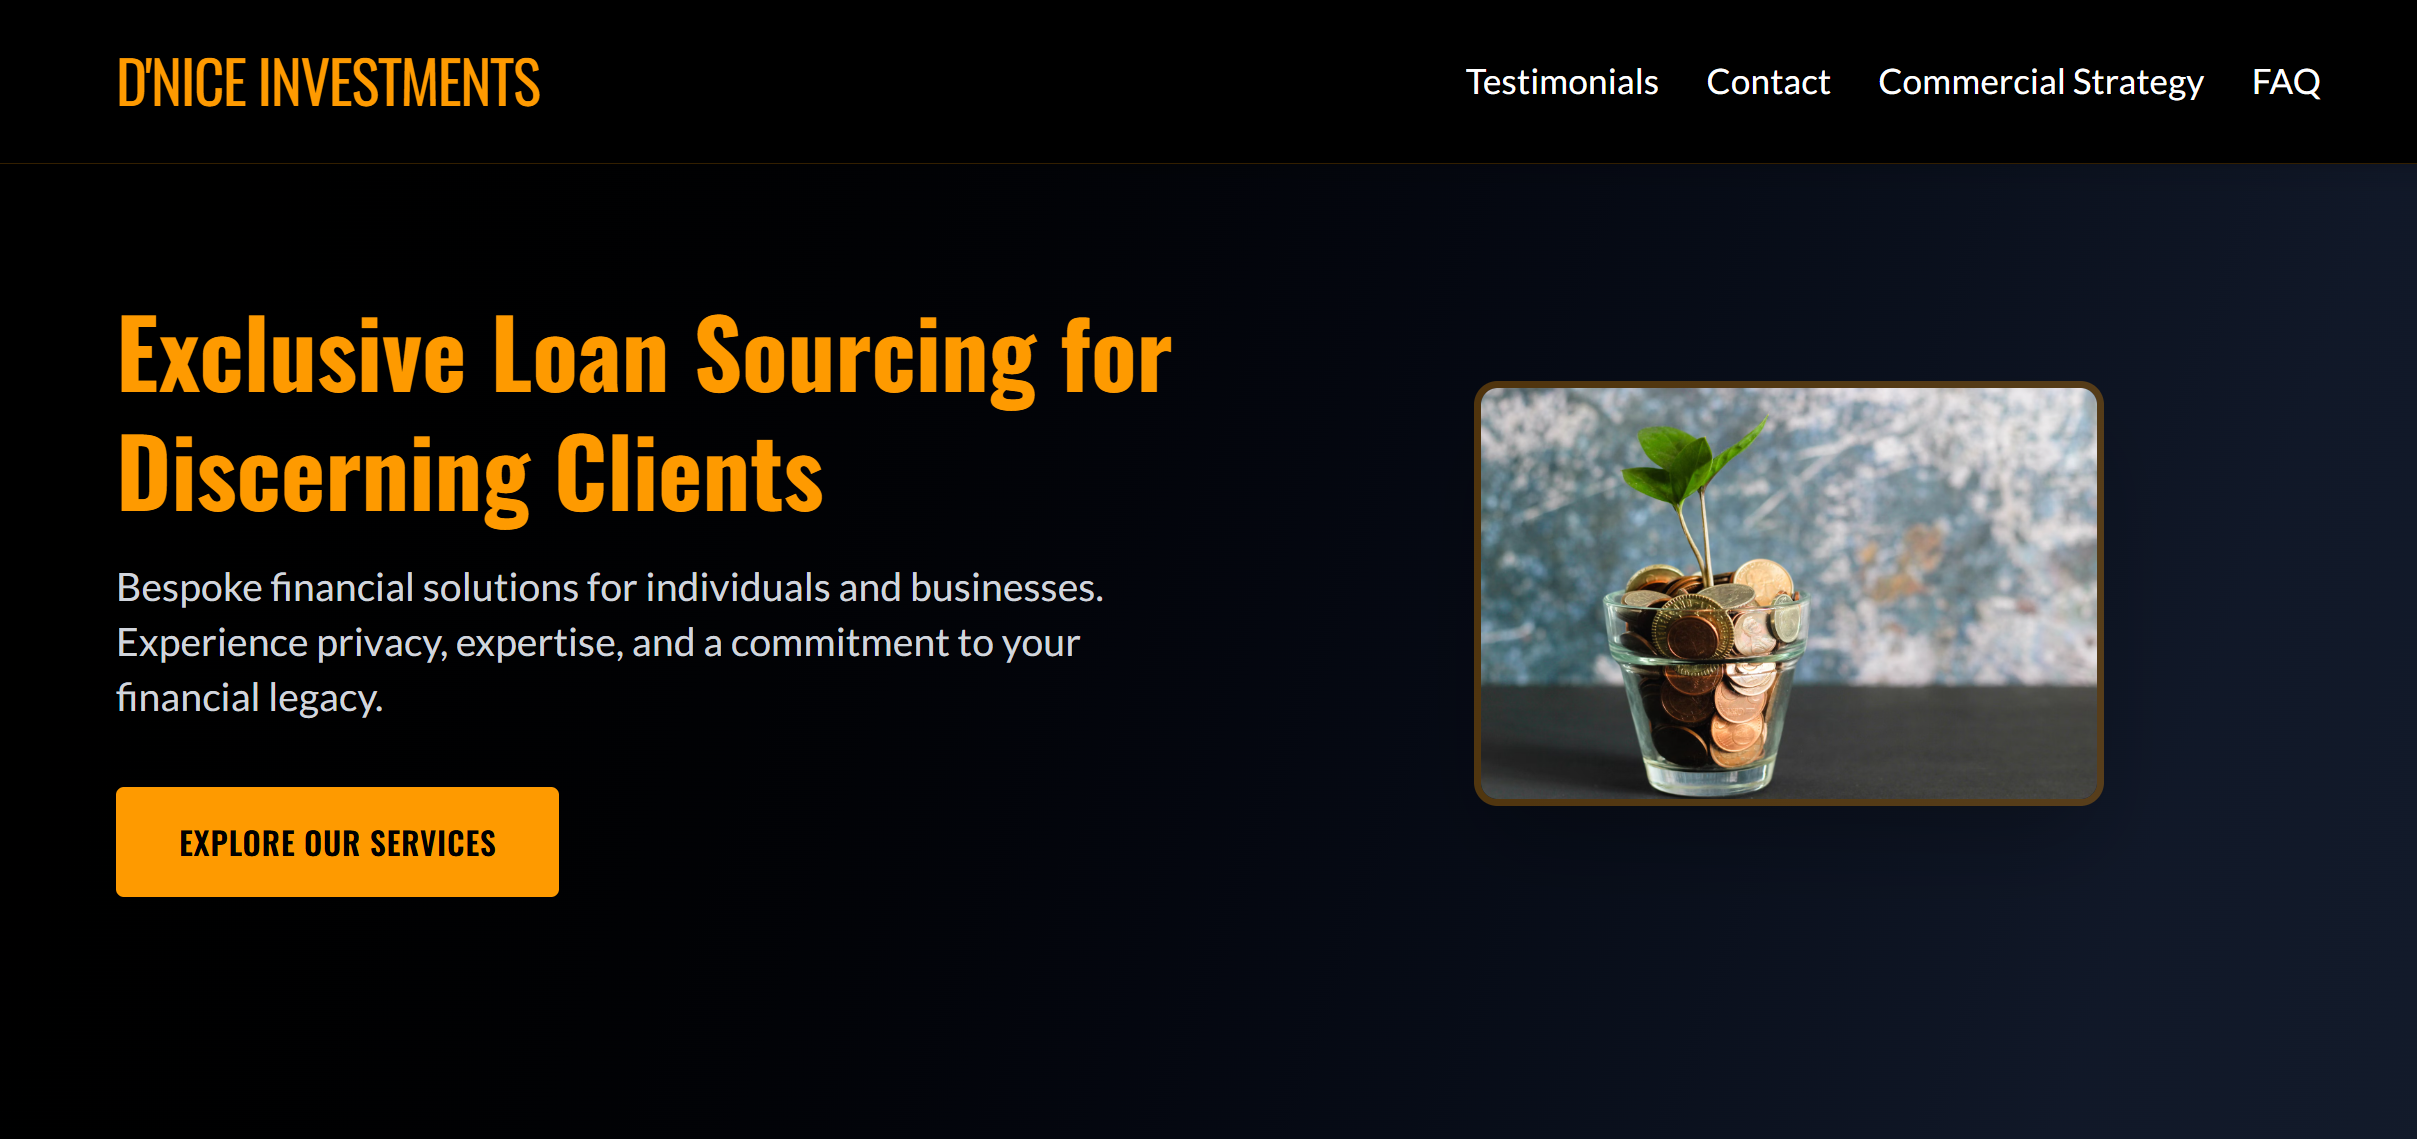 D'NICE INVESTMENTS
Testimonials Contact Commercial Strategy FAQ
Exclusive Loan Sourcing for
Discerning Clients
Bespoke financial solutions for individuals and businesses.
Experience privacy, expertise, and a commitment to your
financial legacy.
EXPLORE OUR SERVICES